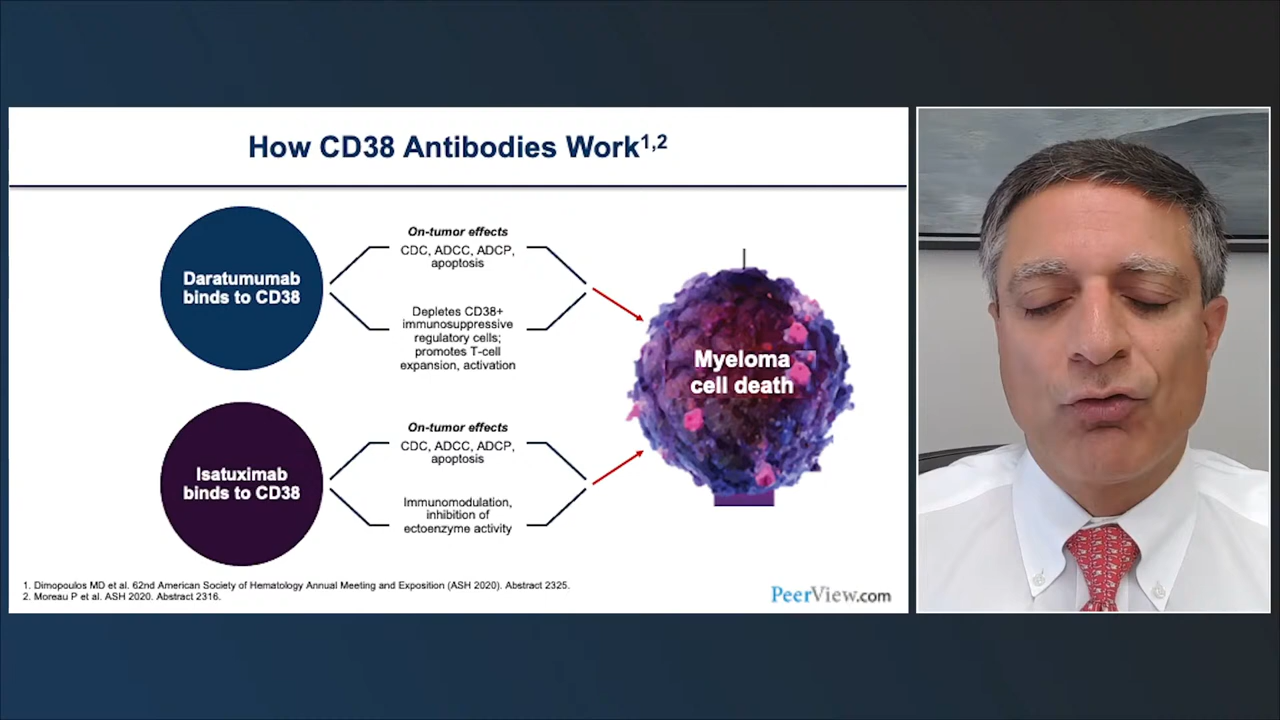 How CD38 Antibodies Work1,2
Daratumumab
binds to CD38
On-tumor effects
CDC, ADCC, ADCP,
apoptosis
Depletes CD38+
immunosuppressive
regulatory cells;
promotes T-cell
expansion, activation
Myeloma
cell death
Isatuximab
binds to CD38
On-tumor effects
CDC, ADCC, ADCP,
apoptosis
Immunomodulation,
inhibition of
ectoenzyme activity
1. Dimopoulos MD et al. 62nd American Society of Hematology Annual Meeting and Exposition (ASH 2020). Abstract 2325.
2. Moreau P et al. ASH 2020. Abstract 2316.
PeerView.com